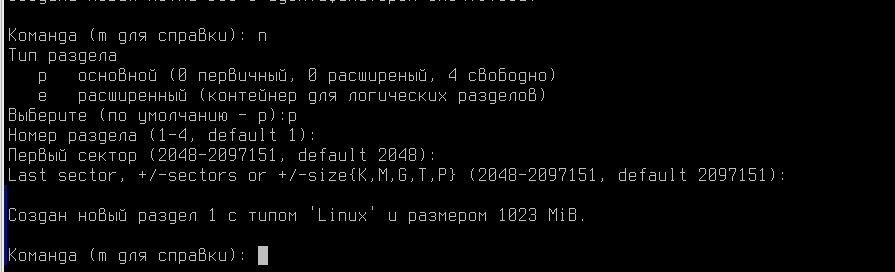 Команда (m для справки): n
Тип раздела
p основной (0 первичный, 0 расширеный, 4 свободно)
e расширенный (контейнер для логических разделов)
Выберите (по умолчанию - p):p
Номер раздела (1-4, default 1):
Первый сектор (2048-2097151, default 2048):
Last sector, +/-sectors or +/-size{K,M,G,T,P} (2048-2097151, default 2097151):
Создан новый раздел 1 с типом 'Linux' и размером 1023 MiB.
Команда (m для справки):